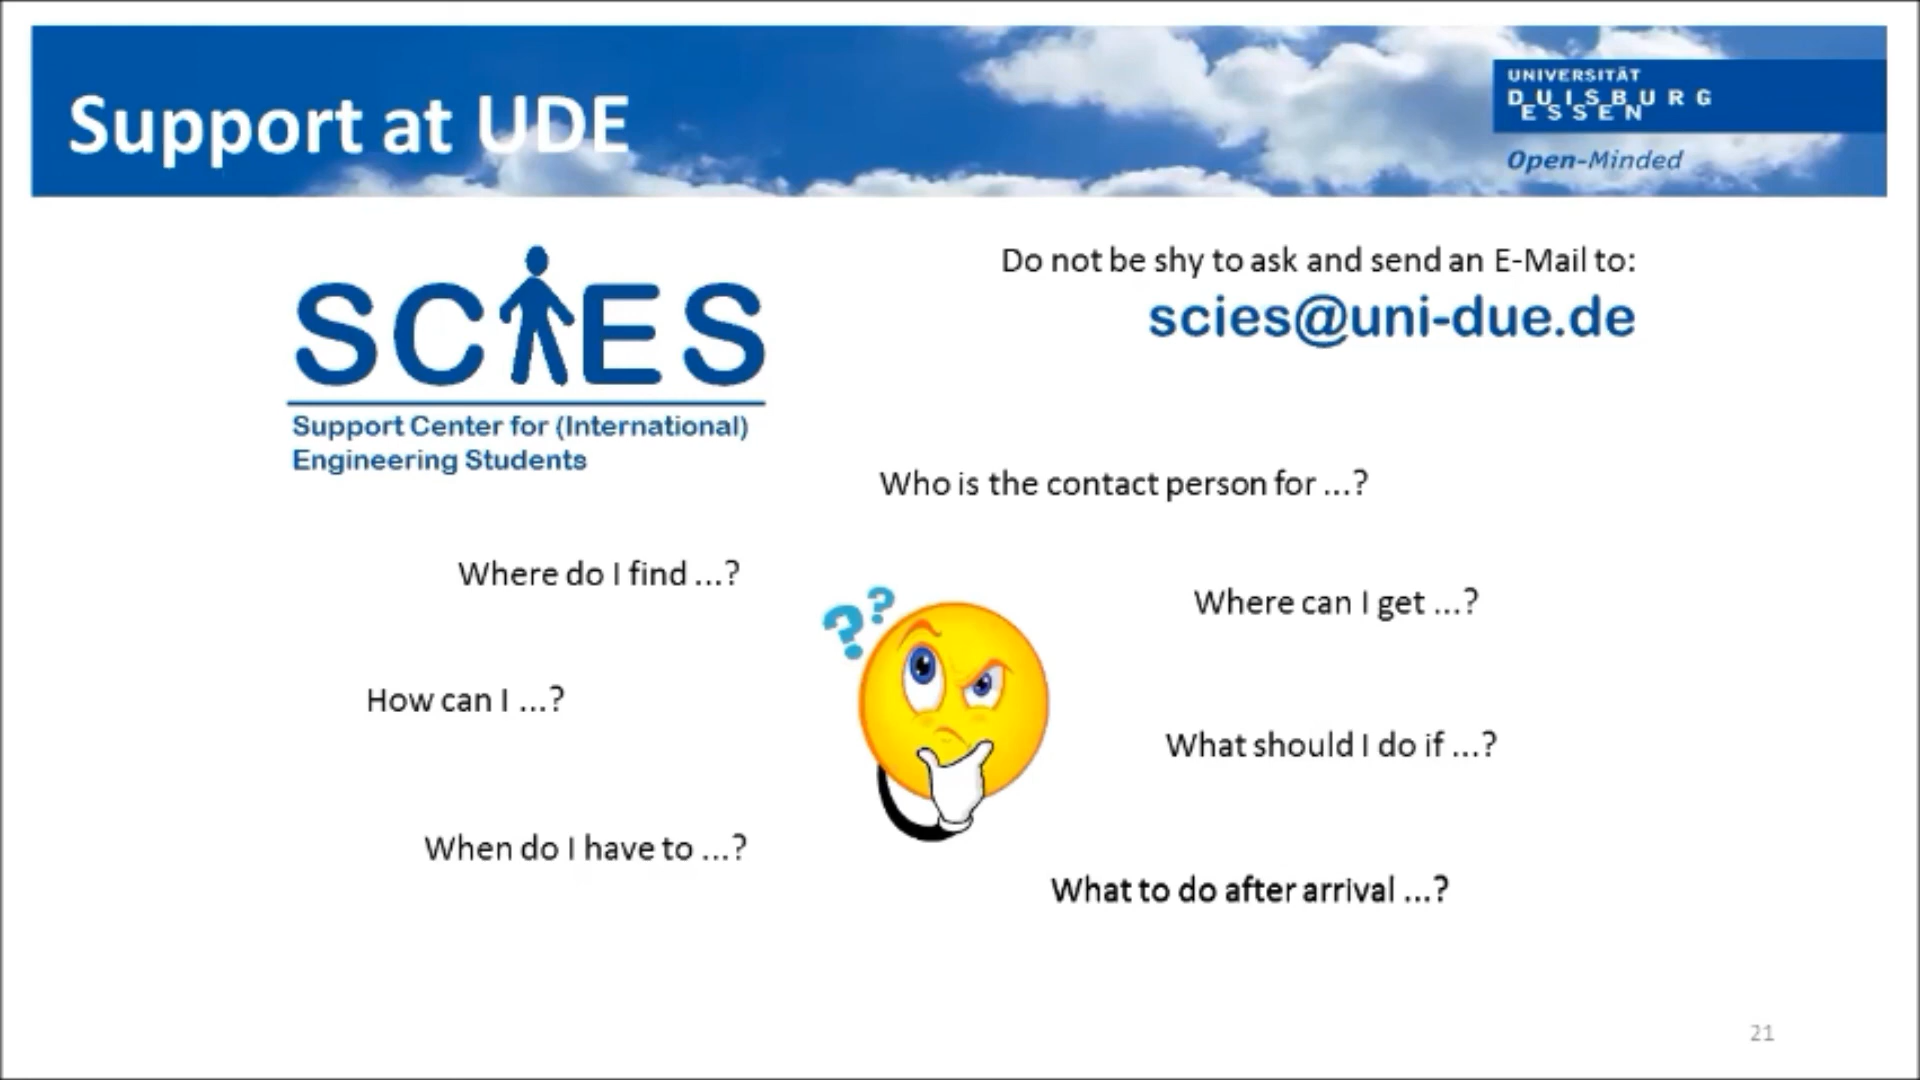 Support at UDE
UNIVERSITÄT
DUISBURG
ESSEN
Open-Minded
SCIES
Support Center for (International)
Engineering Students
Do not be shy to ask and send an E-Mail to:
scies@uni-due.de
Who is the contact person for ...?
Where do I find ...?
Where can I get ...?
??
How can I ...?
What should I do if ...?
When do I have to ...?
What to do after arrival ...?
21